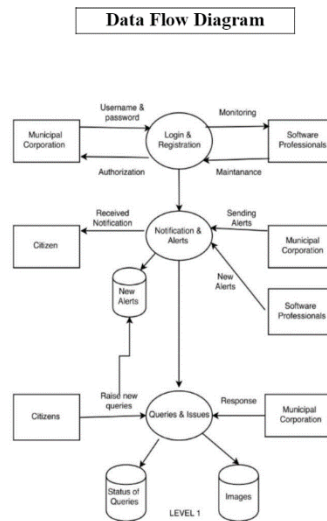 Data Flow Diagram
Username &
password
Monitoring
Municipal
Corporation
Login &
Registration
Software
Professionals
Authorization
Maintanance
Received
Notification
Sending
Alerts
Citizen
Notification &
Alerts
Municipal
Corporation
New
Alerts
New
Alerts
Software
Professionals
Raise new
queries
Response
Citizens
Queries & Issues
Municipal
Corporation
Status of
Queries
Images
LEVEL 1